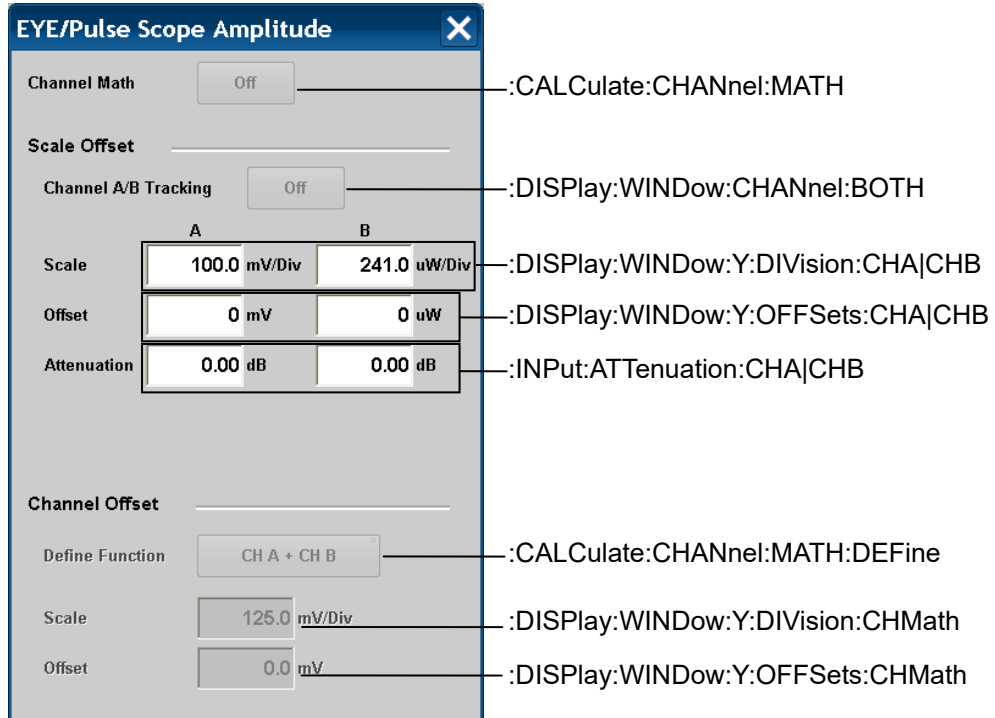 EYE/Pulse Scope Amplitude
Channel Math Off :CALCulate:CHANnel:MATH
Scale Offset
Channel A/B Tracking Off :DISPlay:WINDow:CHANnel:BOTH
A B
Scale 100.0 mV/Div 241.0 uW/Div :DISPlay:WINDow:Y:DIVision:CHA|CHB
Offset 0 mV 0 uW :DISPlay:WINDow:Y:OFFSets:CHA|CHB
Attenuation 0.00 dB 0.00 dB :INPut:ATTenuation:CHA|CHB
Channel Offset
Define Function CH A + CH B :CALCulate:CHANnel:MATH:DEFine
Scale 125.0 mV/Div :DISPlay:WINDow:Y:DIVision:CHMath
Offset 0.0 mV :DISPlay:WINDow:Y:OFFSets:CHMath